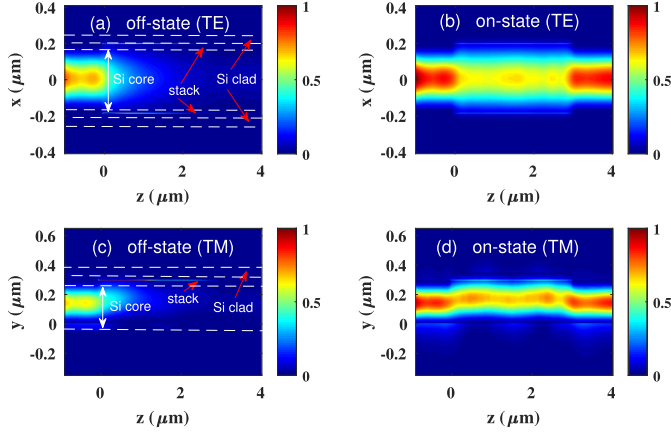 (a) off-state (TE)
0.4
0.2
0
-0.2
-0.4
x (μm)
Si core
stack
Si clad
0 2 4
z (μm)
1
0.5
0
(b) on-state (TE)
0.4
0.2
0
-0.2
-0.4
x (μm)
0 2 4
z (μm)
1
0.5
0
(c) off-state (TM)
0.6
0.4
0.2
0
-0.2
y (μm)
Si core
stack
Si clad
0 2 4
z (μm)
1
0.5
0
(d) on-state (TM)
0.6
0.4
0.2
0
-0.2
y (μm)
0 2 4
z (μm)
1
0.5
0